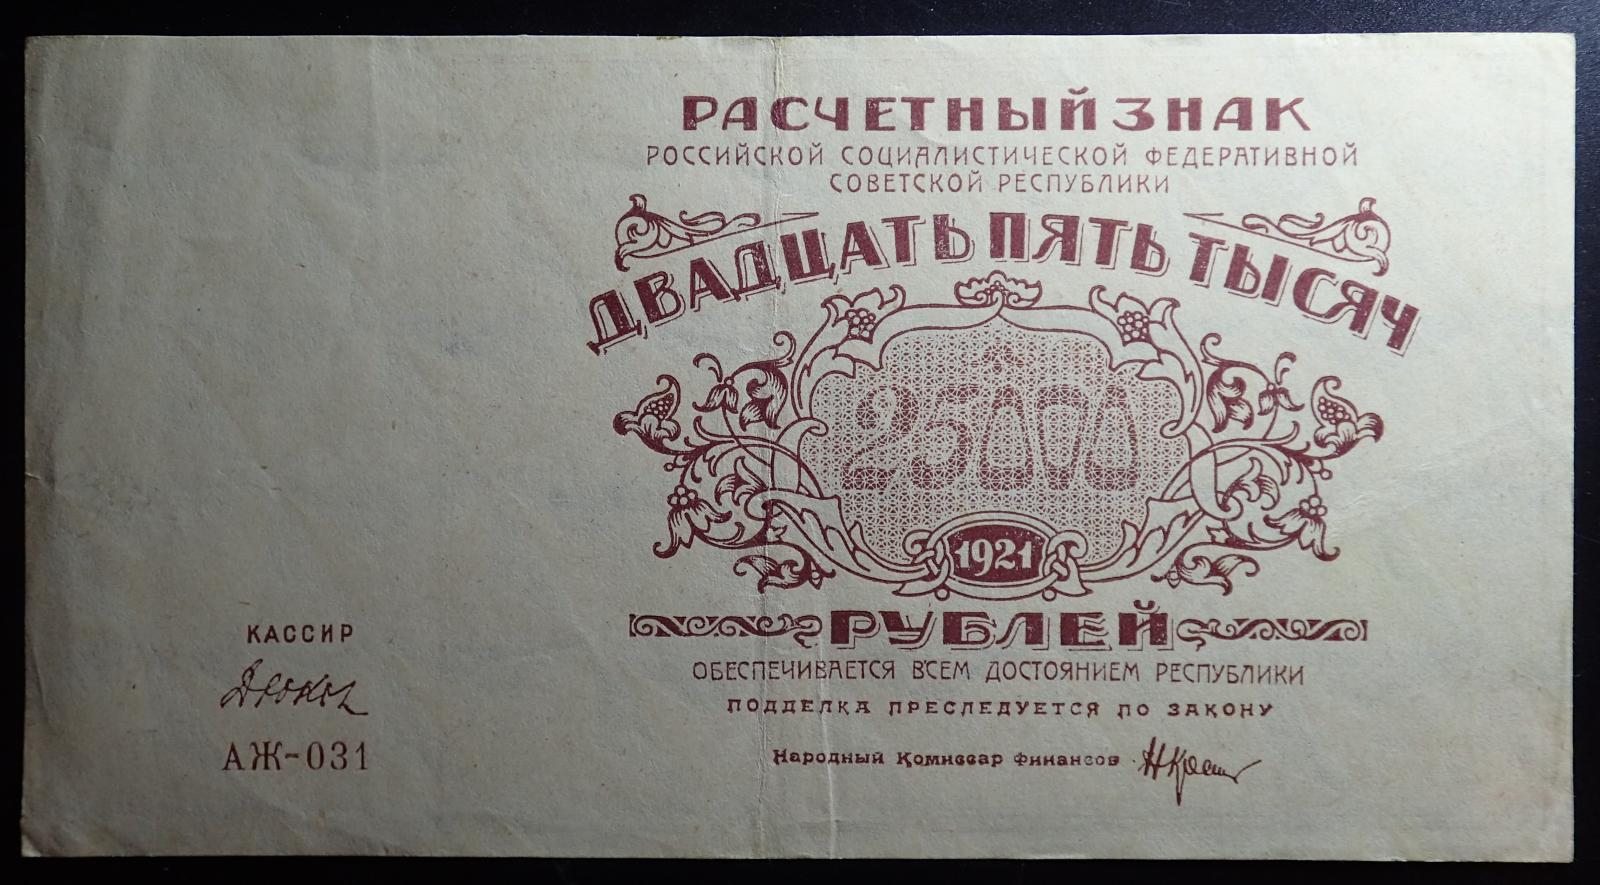 РАСЧЕТНЫЙ ЗНАК
РОССИЙСКОЙ СОЦИАЛИСТИЧЕСКОЙ ФЕДЕРАТИВНОЙ
СОВЕТСКОЙ РЕСПУБЛИКИ
ДВАДЦАТЬ ПЯТЬ ТЫСЯЧ
25000
1921
РУБЛЕЙ
ОБЕСПЕЧИВАЕТСЯ ВСЕМ ДОСТОЯНИЕМ РЕСПУБЛИКИ
ПОДДЕЛКА ПРЕСЛЕДУЕТСЯ ПО ЗАКОНУ
Народный Комиссар Финансов
КАССИР
АЖ-031